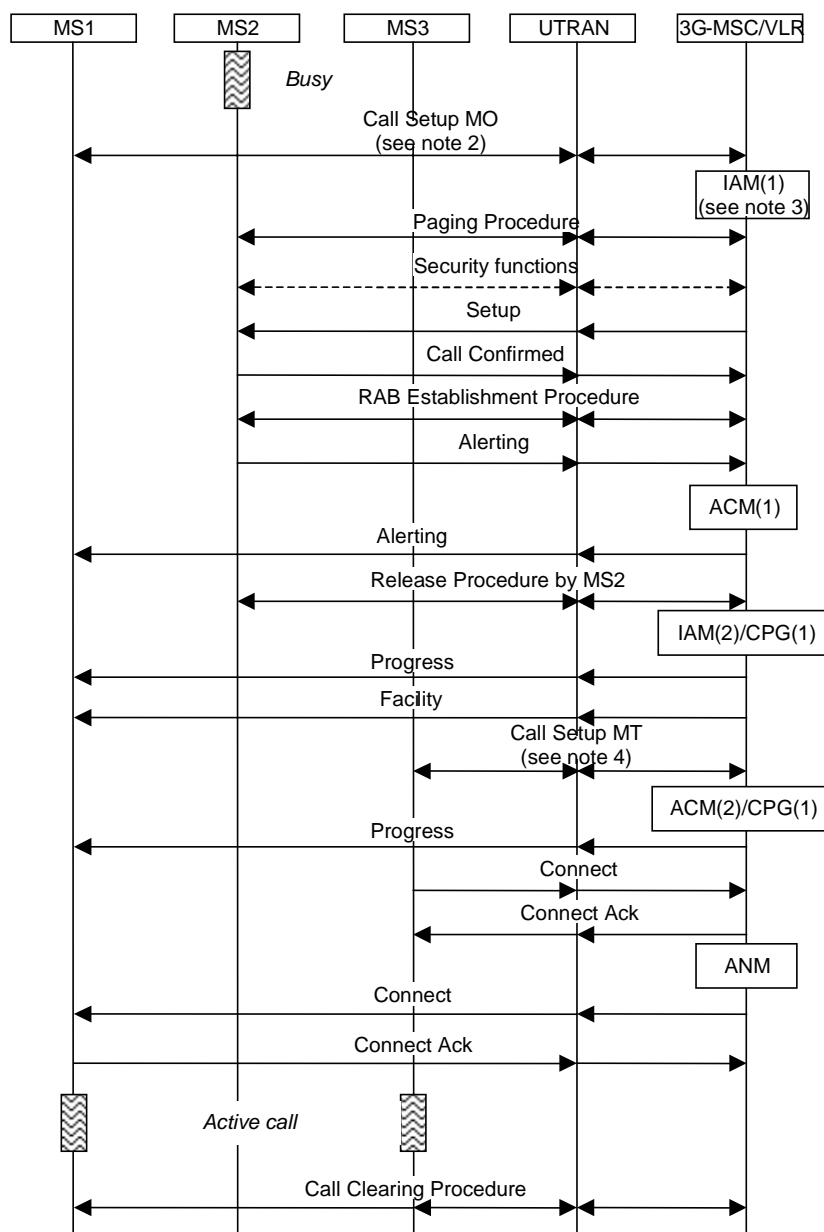 MS1 MS2 MS3 UTRAN 3G-MSC/VLR
Busy
Call Setup MO
(see note 2)
IAM(1)
(see note 3)
Paging Procedure
Security functions
Setup
Call Confirmed
RAB Establishment Procedure
Alerting
ACM(1)
Alerting
Release Procedure by MS2
IAM(2)/CPG(1)
Progress
Facility
Call Setup MT
(see note 4)
ACM(2)/CPG(1)
Progress
Connect
Connect Ack
ANM
Connect
Connect Ack
Active call
Call Clearing Procedure